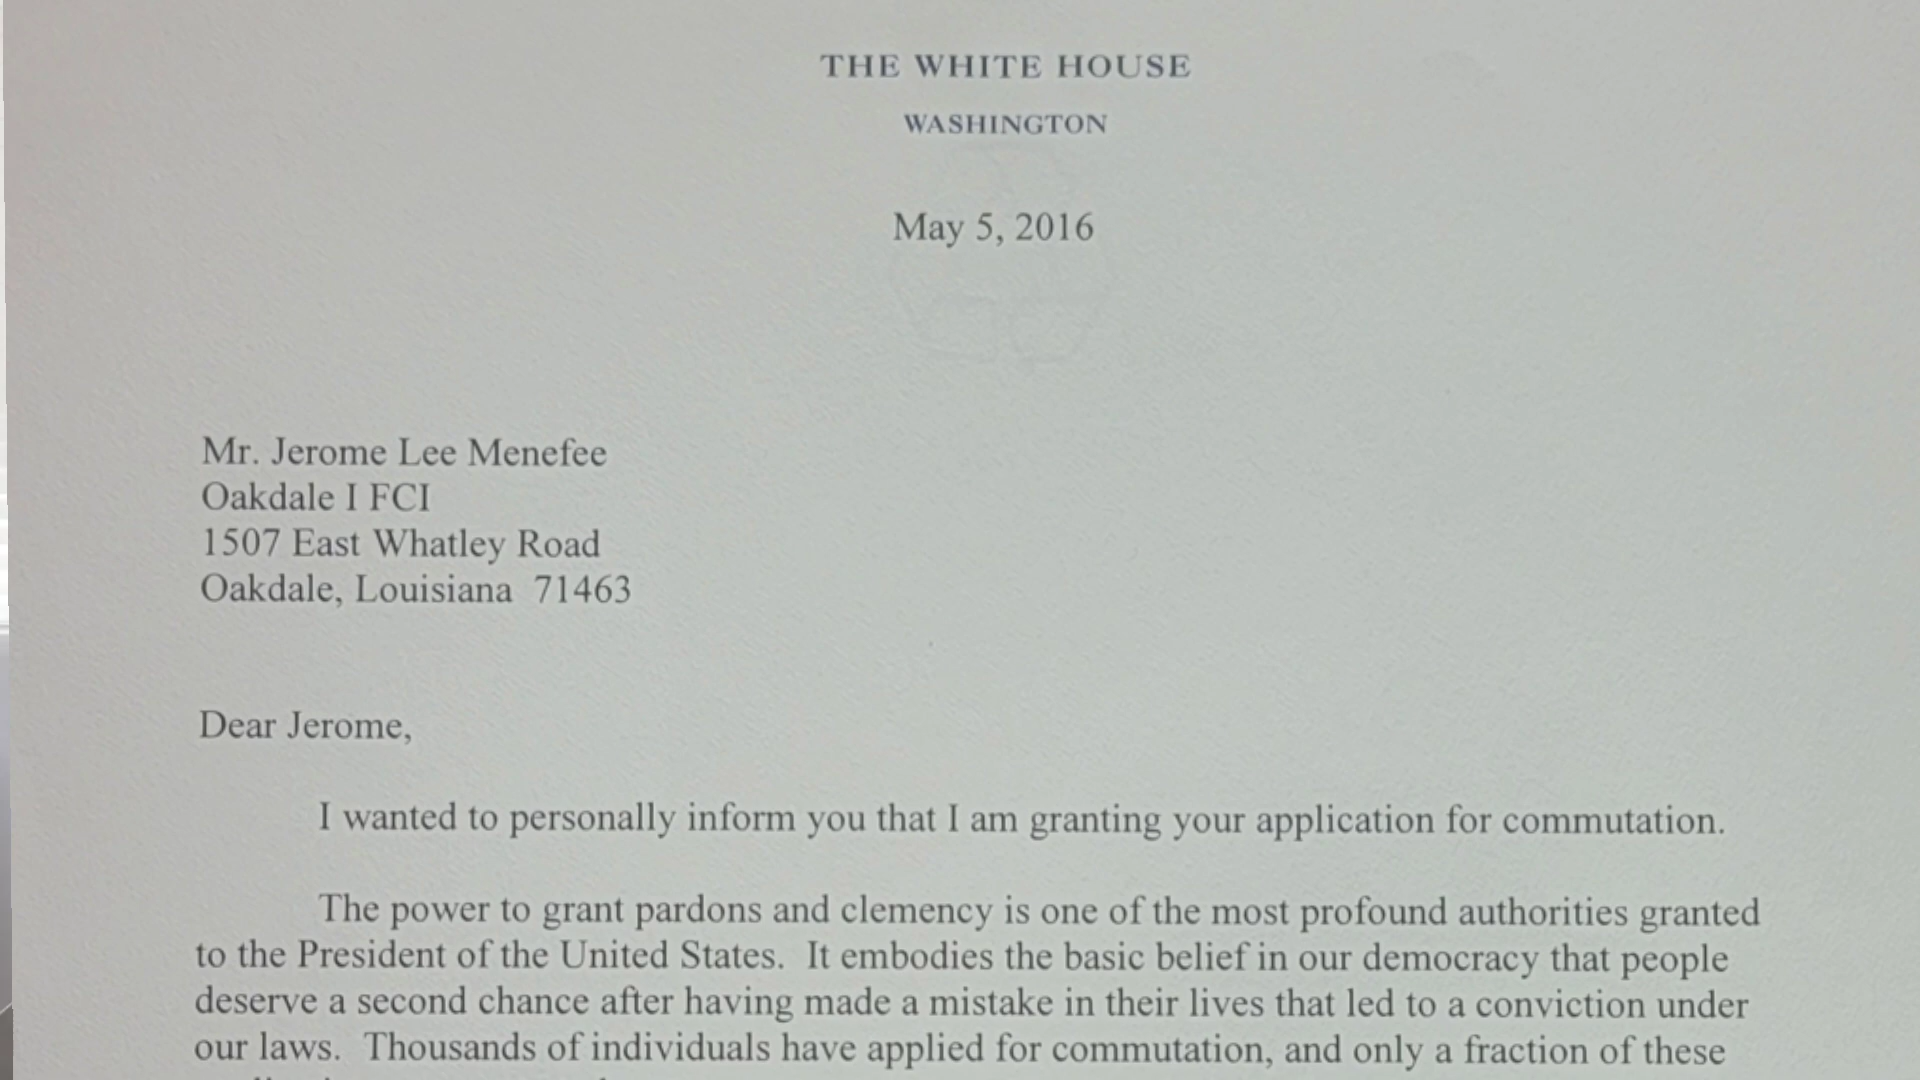 THE WHITE HOUSE
WASHINGTON
May 5, 2016
Mr. Jerome Lee Menefee
Oakdale I FCI
1507 East Whatley Road
Oakdale, Louisiana 71463
Dear Jerome,
I wanted to personally inform you that I am granting your application for commutation.
The power to grant pardons and clemency is one of the most profound authorities granted
to the President of the United States. It embodies the basic belief in our democracy that people
deserve a second chance after having made a mistake in their lives that led to a conviction under
our laws. Thousands of individuals have applied for commutation, and only a fraction of these